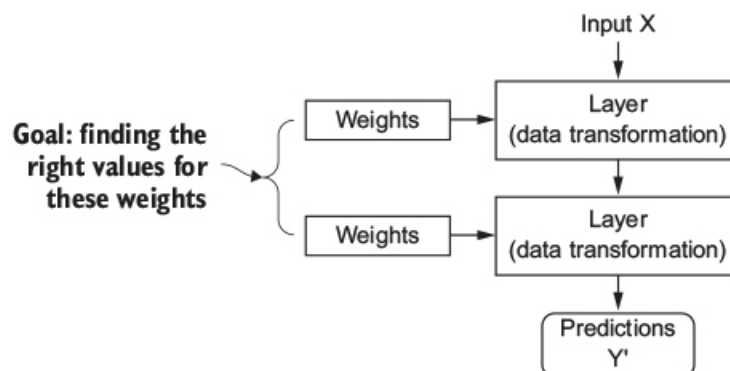 Input X
Layer
(data transformation)
Weights
Goal: finding the
right values for
these weights
Layer
(data transformation)
Weights
Predictions
Y'